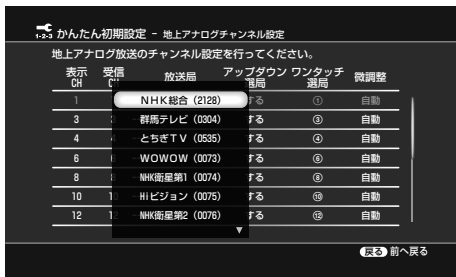 1-2-3 かんたん初期設定 - 地上アナログチャンネル設定
地上アナログ放送のチャンネル設定を行ってください。
表示CH 受信 放送局 アップダウン選局 ワンタッチ選局 微調整
1 NHK総合 (2128) する ① 自動
3 群馬テレビ (0304) する ③ 自動
4 とちぎTV (0535) する ④ 自動
6 WOWOW (0073) する ⑥ 自動
8 NHK衛星第1 (0074) する ⑧ 自動
10 Hiビジョン (0075) する ⑩ 自動
12 12 NHK衛星第2 (0076) する ⑫ 自動
▼
戻る 前へ戻る